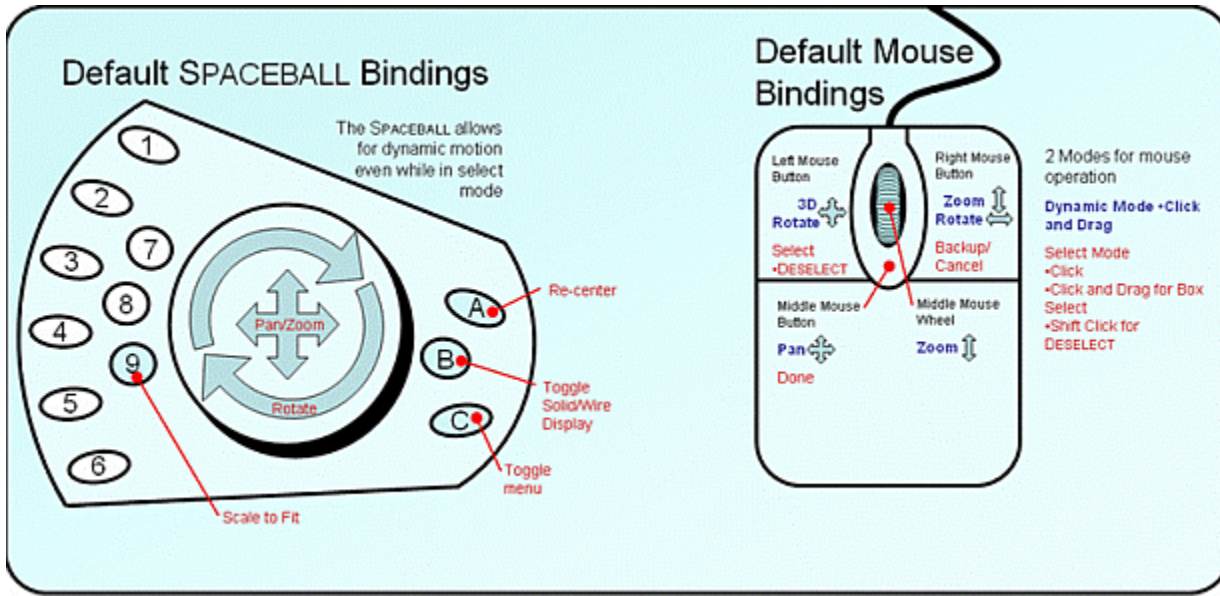 Default SPACEBALL Bindings
The SPACEBALL allows
for dynamic motion
even while in select
mode
1
2
3
4
5
6
7
8
9
Pan/Zoom
Rotate
A
B
C
Re-center
Toggle
Solid/Wire
Display
Toggle
menu
Scale to Fit
Default Mouse
Bindings
Left Mouse
Button
3D
Rotate
Select
•DESELECT
Right Mouse
Button
Zoom
Rotate
Backup/
Cancel
Middle Mouse
Button
Pan
Done
Middle Mouse
Wheel
Zoom
2 Modes for mouse
operation
Dynamic Mode •Click
and Drag
Select Mode
•Click
•Click and Drag for Box
Select
•Shift Click for
DESELECT